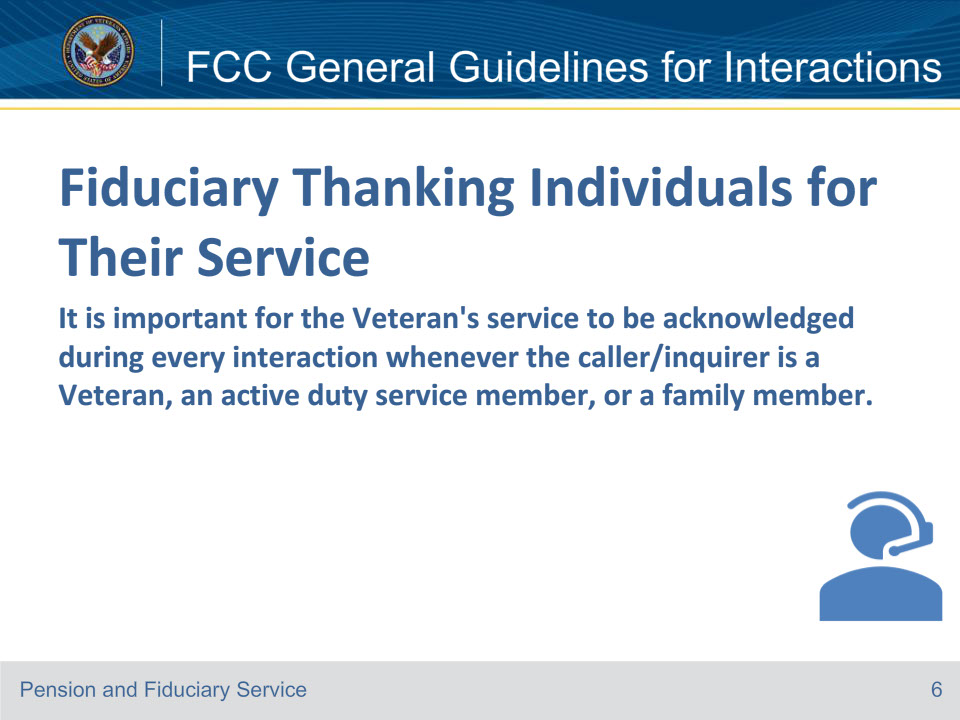 FCC General Guidelines for Interactions
Fiduciary Thanking Individuals for
Their Service
It is important for the Veteran's service to be acknowledged
during every interaction whenever the caller/inquirer is a
Veteran, an active duty service member, or a family member.
Pension and Fiduciary Service
6